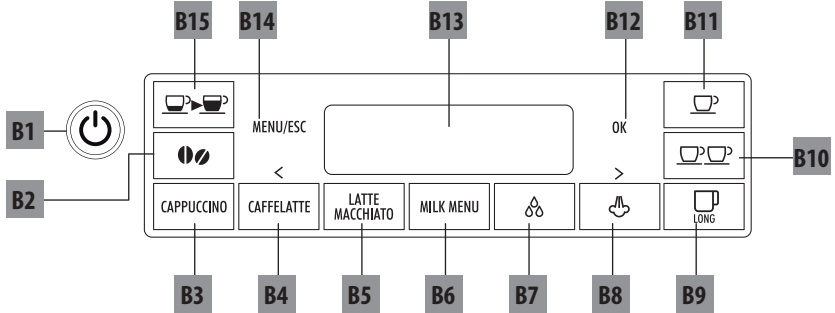 B15
B14
B13
B12
B11
B1
MENU/ESC
OK
B10
<
>
B2
CAPPUCCINO
CAFFELATTE
LATTE
MACCHIATO
MILK MENU
LONG
B3
B4
B5
B6
B7
B8
B9